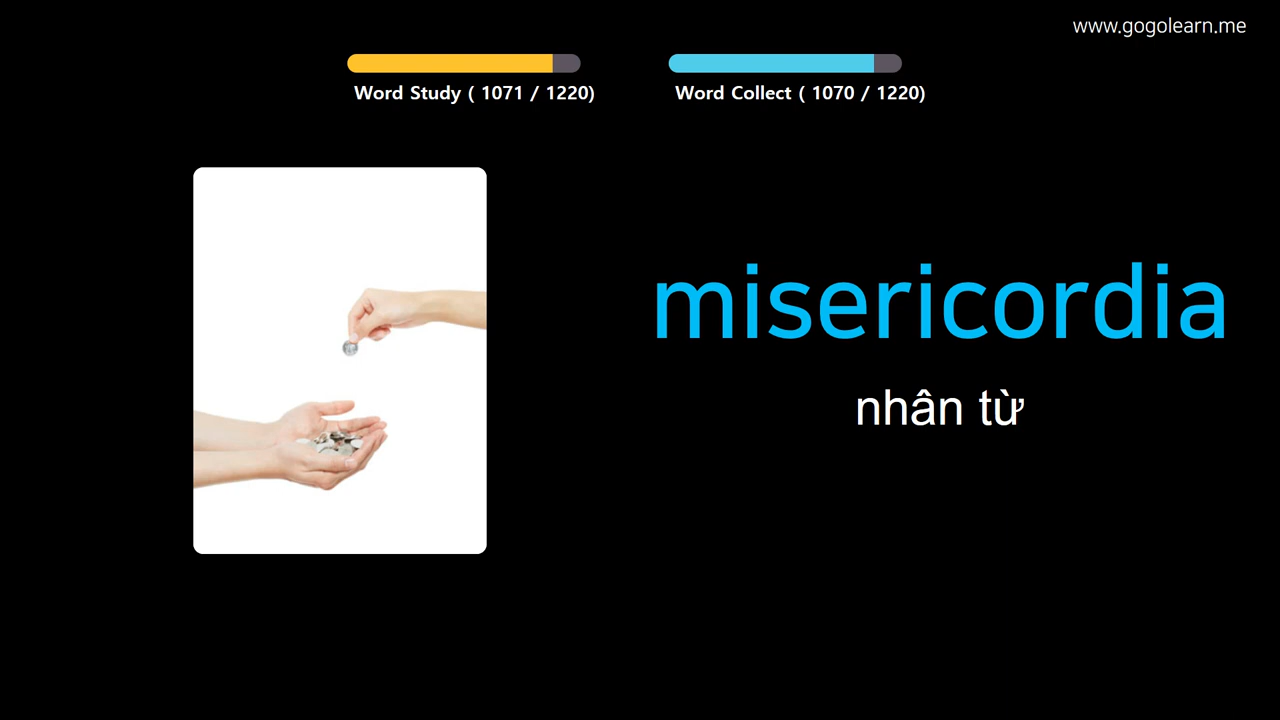 www.gogolearn.me
Word Study ( 1071 / 1220)
Word Collect ( 1070 / 1220)
misericordia
nhân từ